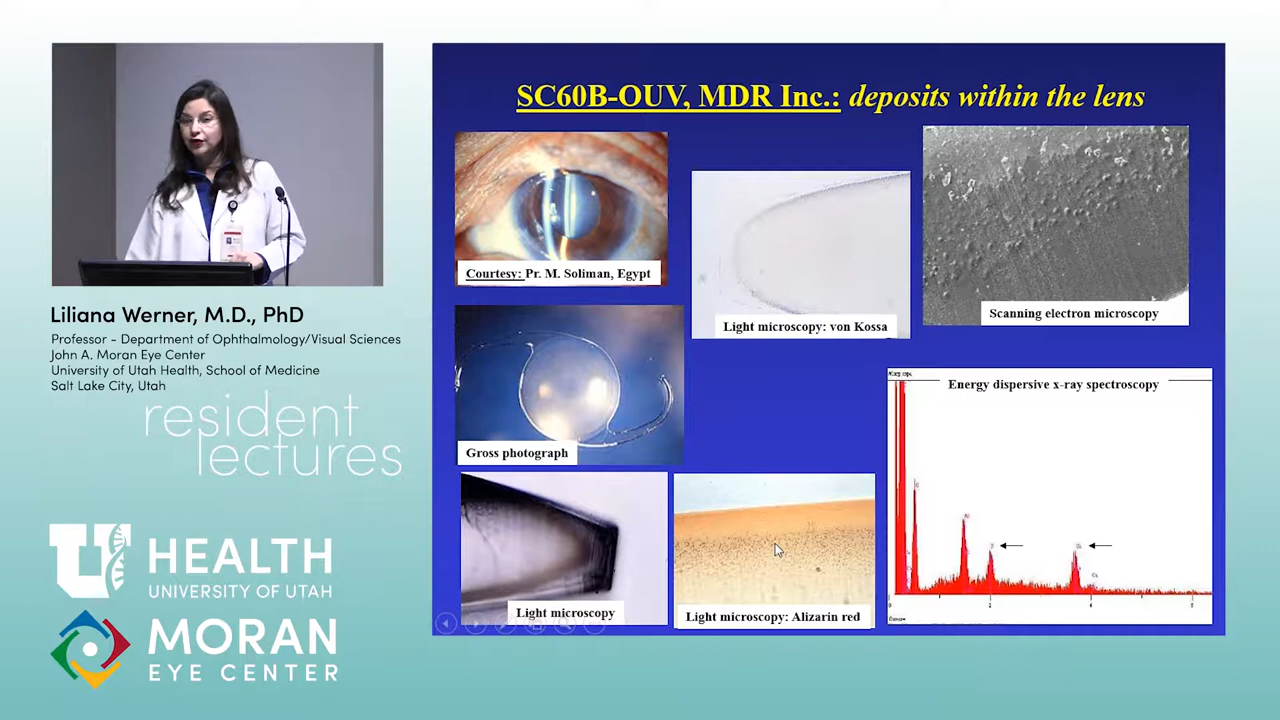 SC60B-OUV, MDR Inc.: deposits within the lens
Courtesy: Pr. M. Soliman, Egypt
Light microscopy: von Kossa
Scanning electron microscopy
Gross photograph
Energy dispersive x-ray spectroscopy
Light microscopy
Light microscopy: Alizarin red
Liliana Werner, M.D., PhD
Professor - Department of Ophthalmology/Visual Sciences
John A. Moran Eye Center
University of Utah Health, School of Medicine
Salt Lake City, Utah
resident
lectures
U HEALTH
UNIVERSITY OF UTAH
MORAN
EYE CENTER